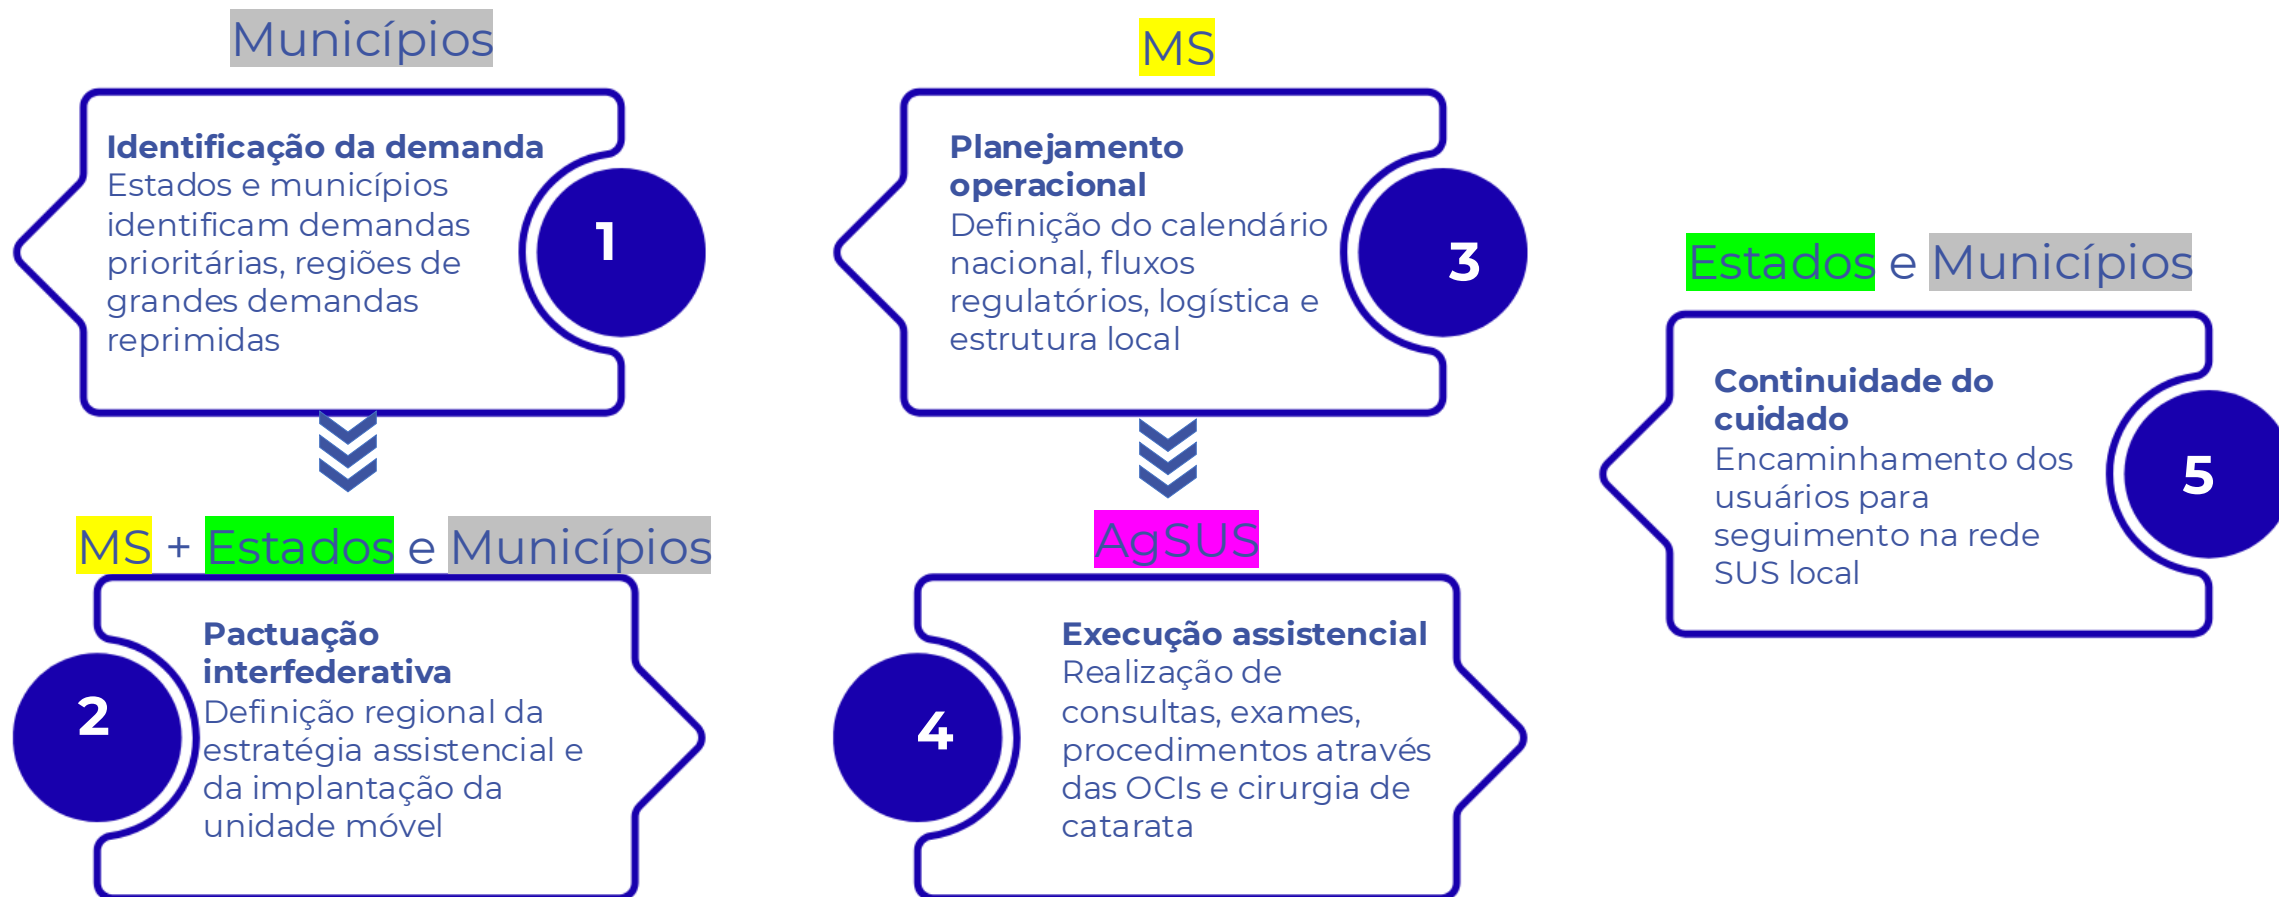 Municípios
Identificação da demanda
Estados e municípios
identificam demandas
prioritárias, regiões de
grandes demandas
reprimidas
1
MS + Estados e Municípios
Pactuação
interfederativa
Definição regional da
estratégia assistencial e
da implantação da
unidade móvel
2
MS
Planejamento
operacional
Definição do calendário
nacional, fluxos
regulatórios, logística e
estrutura local
3
AgSUS
Execução assistencial
Realização de
consultas, exames,
procedimentos através
das OCIs e cirurgia de
catarata
4
Estados e Municípios
Continuidade do
cuidado
Encaminhamento dos
usuários para
seguimento na rede
SUS local
5